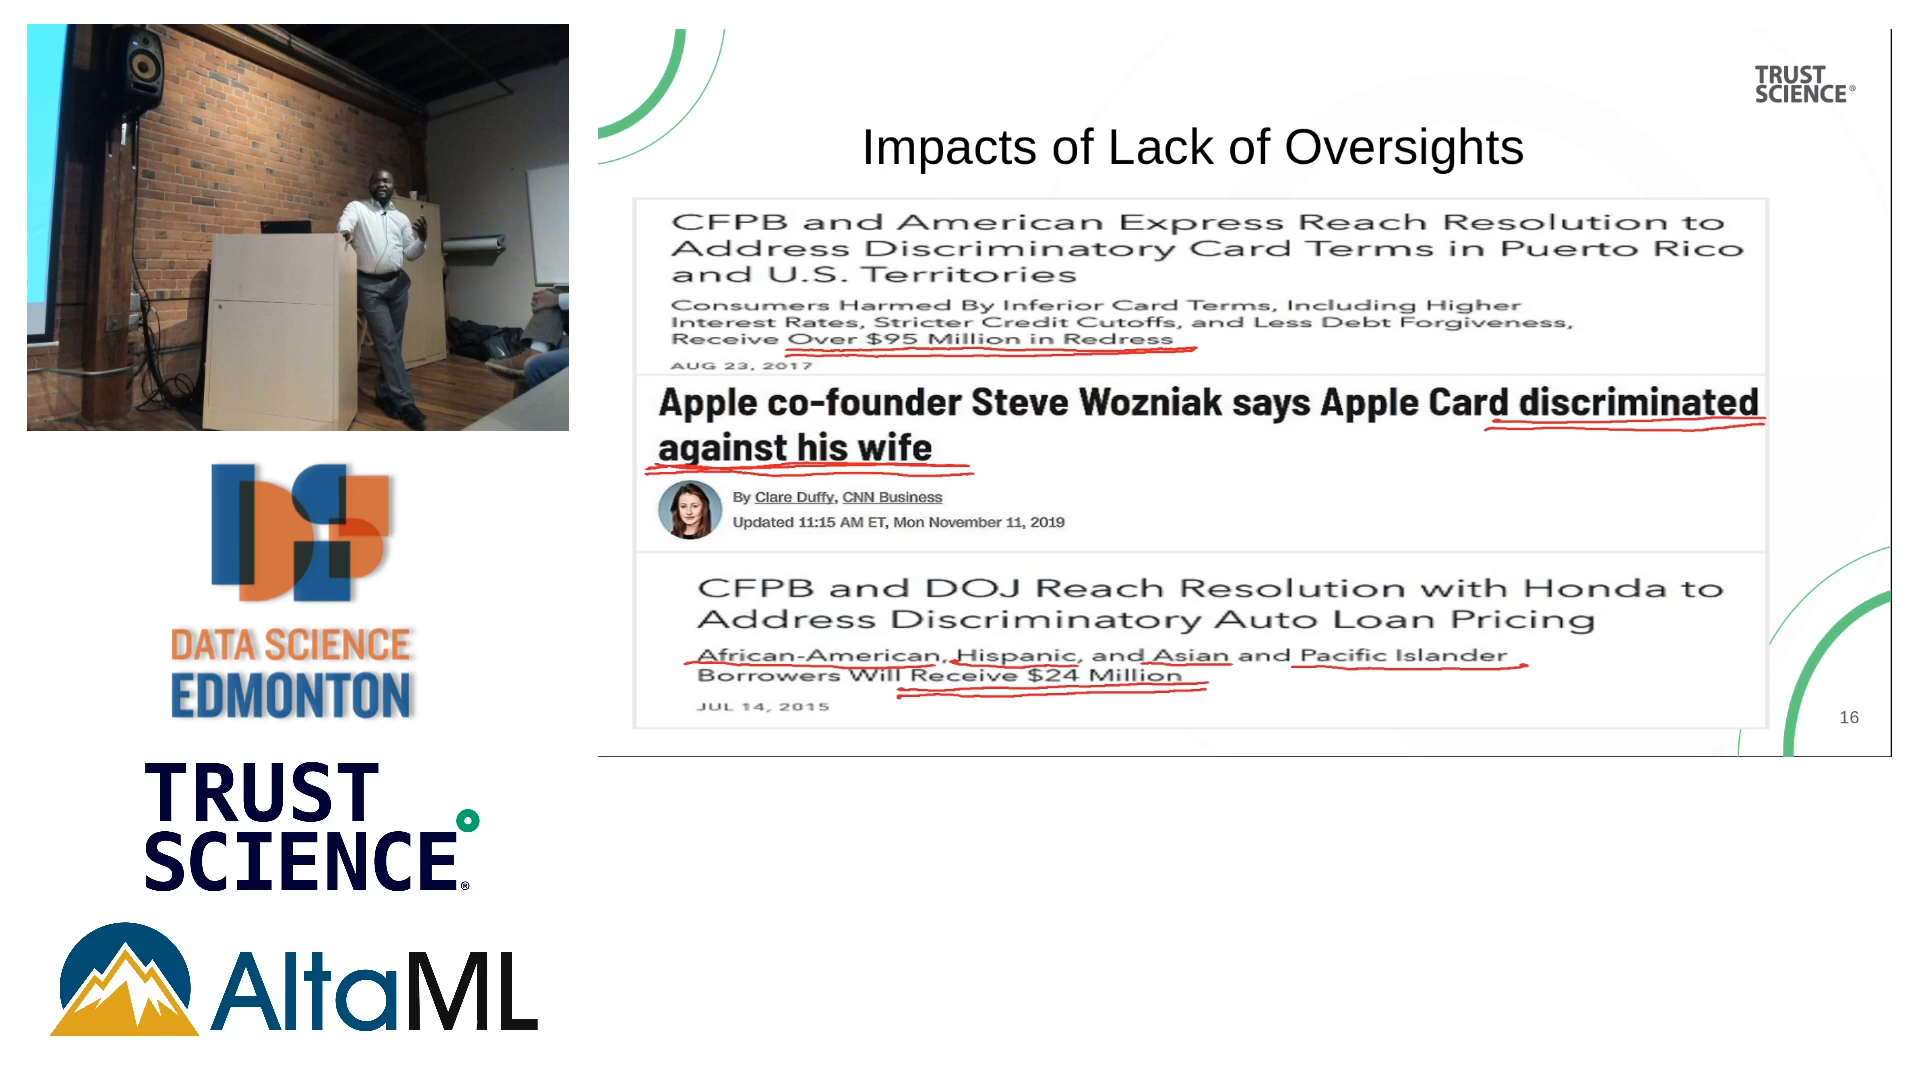 TRUST
SCIENCE®
Impacts of Lack of Oversights
CFPB and American Express Reach Resolution to
Address Discriminatory Card Terms in Puerto Rico
and U.S. Territories
Consumers Harmed By Inferior Card Terms, Including Higher
Interest Rates, Stricter Credit Cutoffs, and Less Debt Forgiveness,
Receive Over $95 Million in Redress
AUG 23, 2017
Apple co-founder Steve Wozniak says Apple Card discriminated
against his wife
By Clare Duffy, CNN Business
Updated 11:15 AM ET, Mon November 11, 2019
CFPB and DOJ Reach Resolution with Honda to
Address Discriminatory Auto Loan Pricing
African-American, Hispanic, and Asian and Pacific Islander
Borrowers Will Receive $24 Million
JUL 14, 2015
16
DATA SCIENCE
EDMONTON
TRUST
SCIENCE®
AltaML